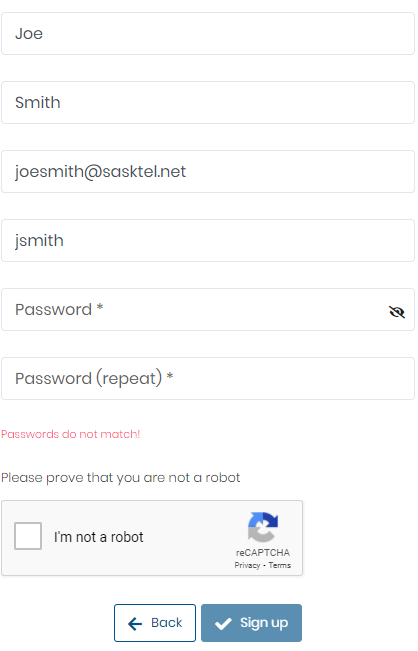 Joe
Smith
joesmith@sasktel.net
jsmith
Password *
Password (repeat) *
Passwords do not match!
Please prove that you are not a robot
I'm not a robot
reCAPTCHA
Privacy - Terms
Back
Sign up